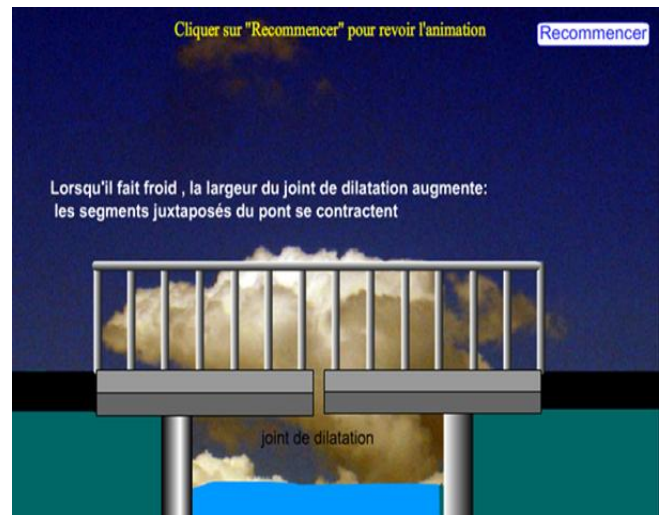 Cliquer sur "Recommencer" pour revoir l'animation
Recommencer
Lorsqu'il fait froid , la largeur du joint de dilatation augmente:
les segments juxtaposés du pont se contractent
joint de dilatation